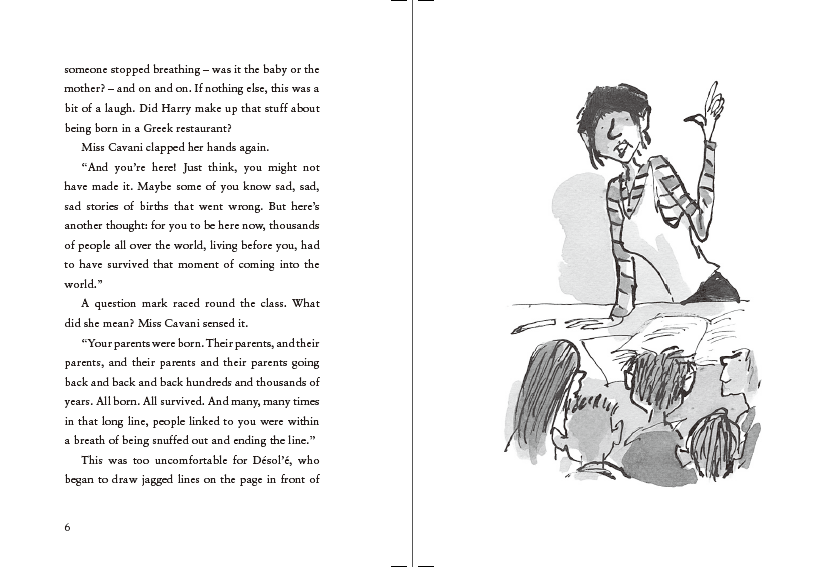 someone stopped breathing – was it the baby or the
mother? – and on and on. If nothing else, this was a
bit of a laugh. Did Harry make up that stuff about
being born in a Greek restaurant?
Miss Cavani clapped her hands again.
“And you’re here! Just think, you might not
have made it. Maybe some of you know sad, sad,
sad stories of births that went wrong. But here’s
another thought: for you to be here now, thousands
of people all over the world, living before you, had
to have survived that moment of coming into the
world.”
A question mark raced round the class. What
did she mean? Miss Cavani sensed it.
“Your parents were born. Their parents, and their
parents, and their parents and their parents going
back and back and back hundreds and thousands of
years. All born. All survived. And many, many times
in that long line, people linked to you were within
a breath of being snuffed out and ending the line.”
This was too uncomfortable for Désol’é, who
began to draw jagged lines on the page in front of
6